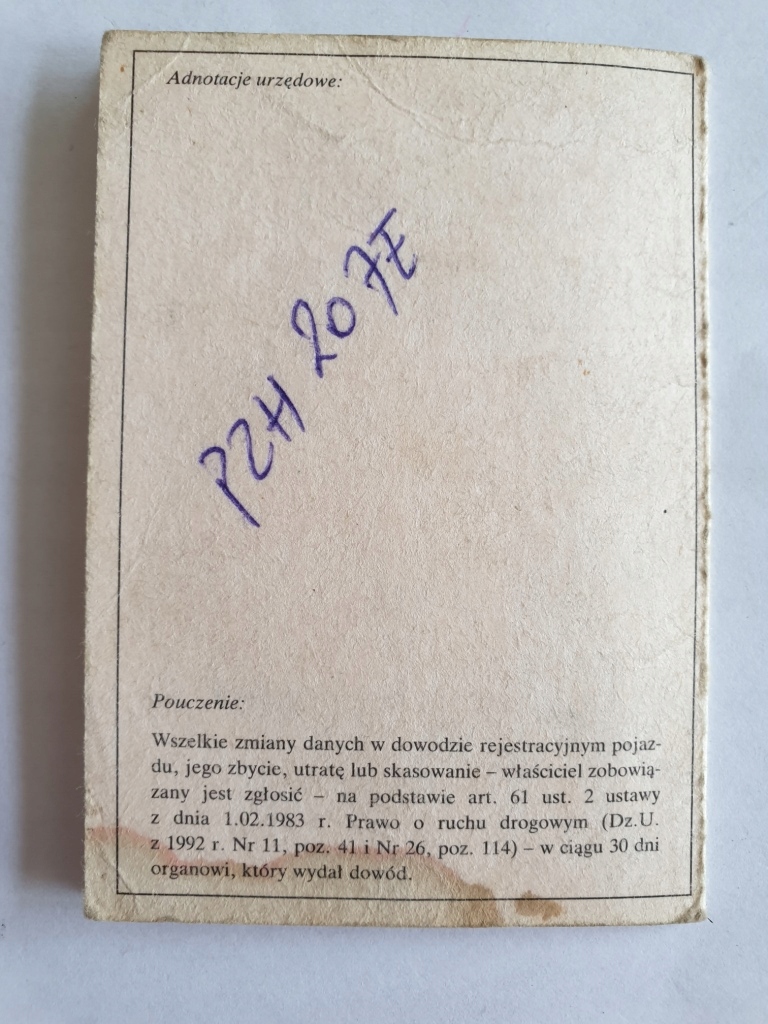 Adnotacje urzędowe:
PZH 207E
Pouczenie:
Wszelkie zmiany danych w dowodzie rejestracyjnym pojaz-
du, jego zbycie, utratę lub skasowanie – właściciel zobowią-
zany jest zgłosić – na podstawie art. 61 ust. 2 ustawy
z dnia 1.02.1983 r. Prawo o ruchu drogowym (Dz.U.
z 1992 r. Nr 11, poz. 41 i Nr 26, poz. 114) – w ciągu 30 dni
organowi, który wydał dowód.